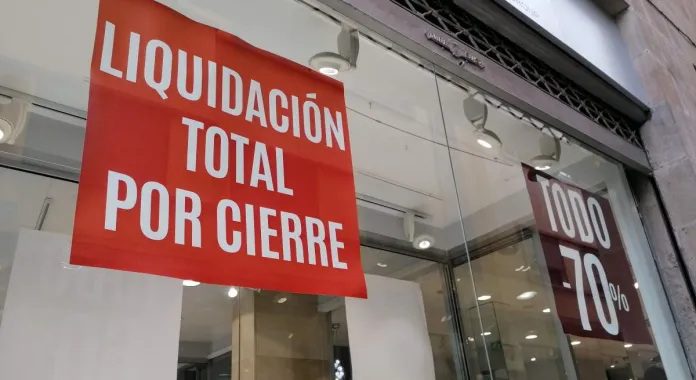 LIQUIDACIÓN
TOTAL
POR CIERRE
TODO
-70%